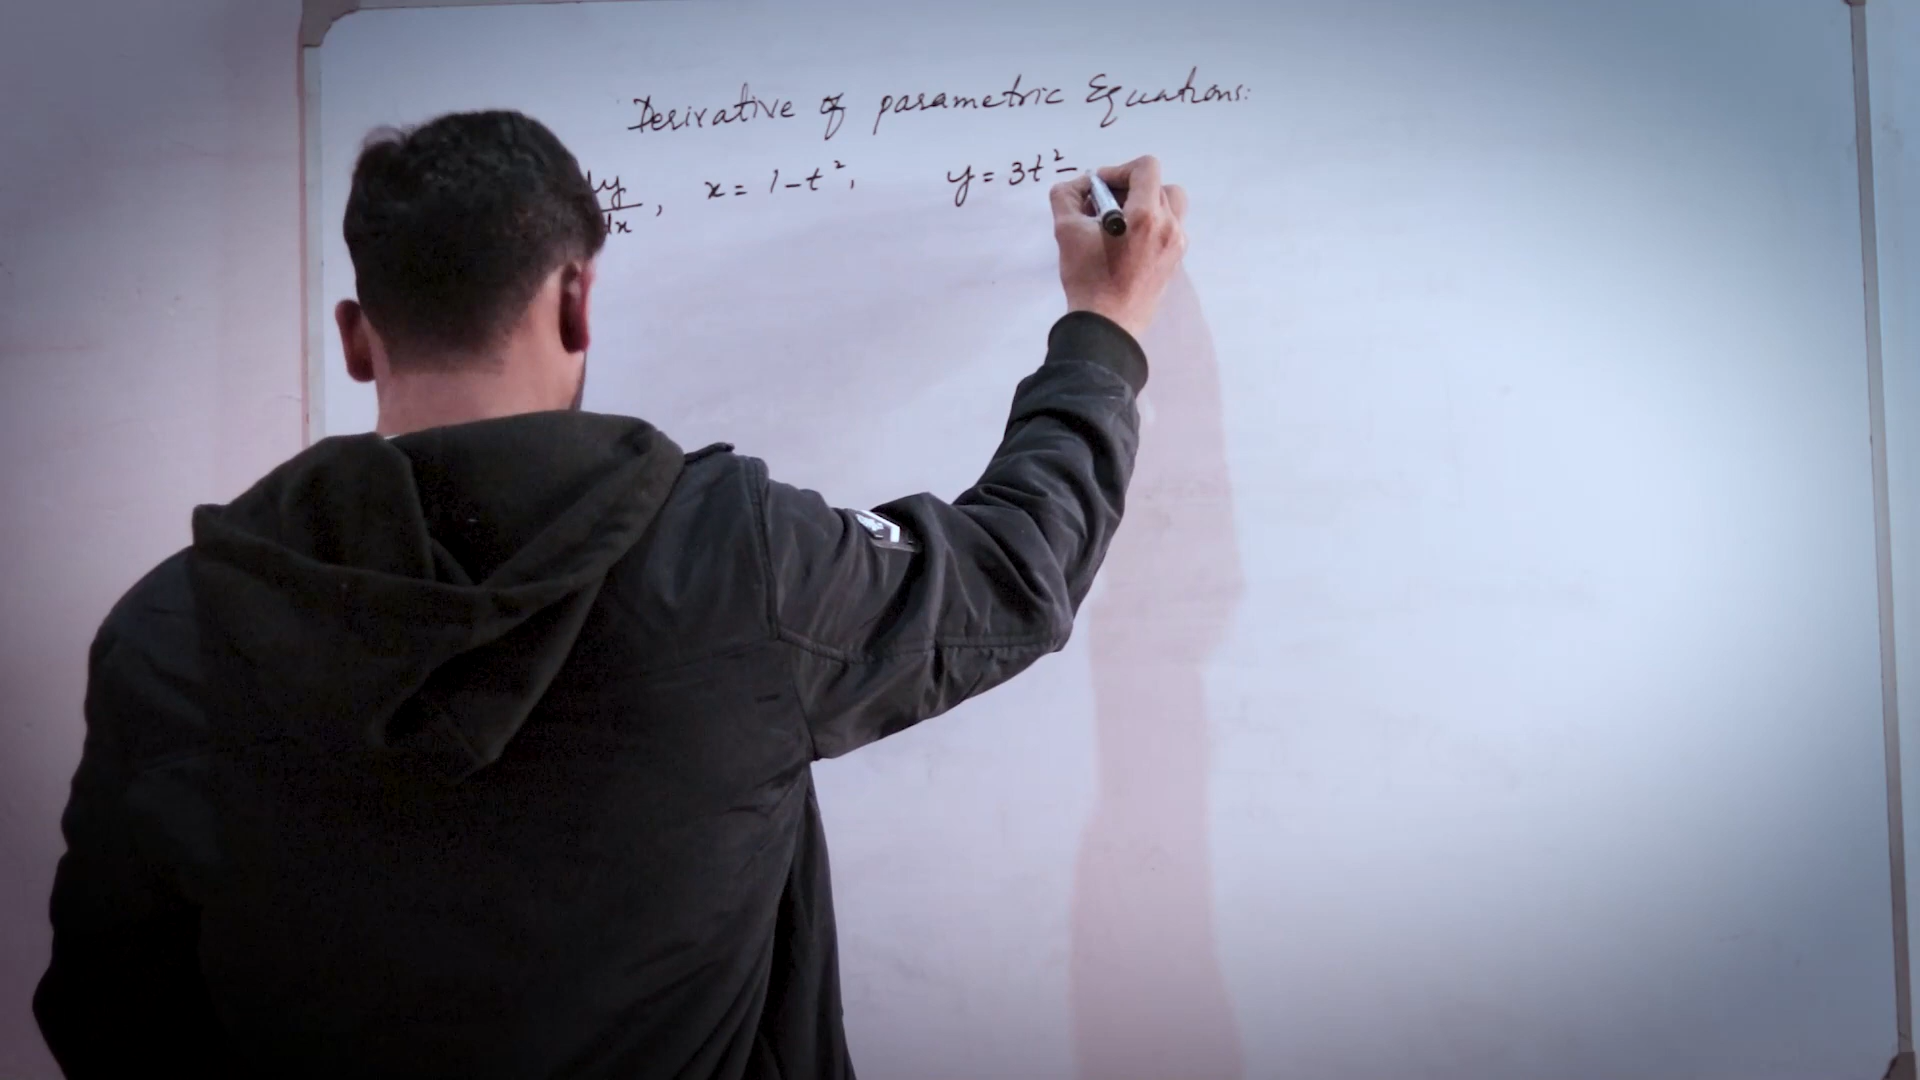 Derivative of parametric Equations:
dy/dx, x = 1-t², y = 3t² -